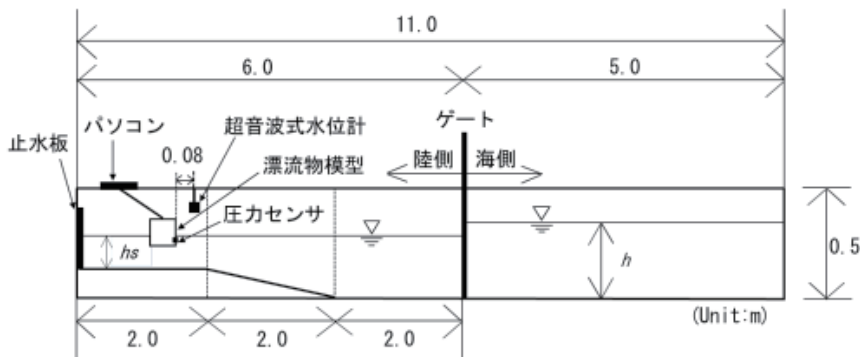 11.0
6.0
5.0
パソコン
超音波式水位計
ゲート
止水板
0.08
漂流物模型
陸側
海側
圧力センサ
hs
h
0.5
(Unit:m)
2.0
2.0
2.0